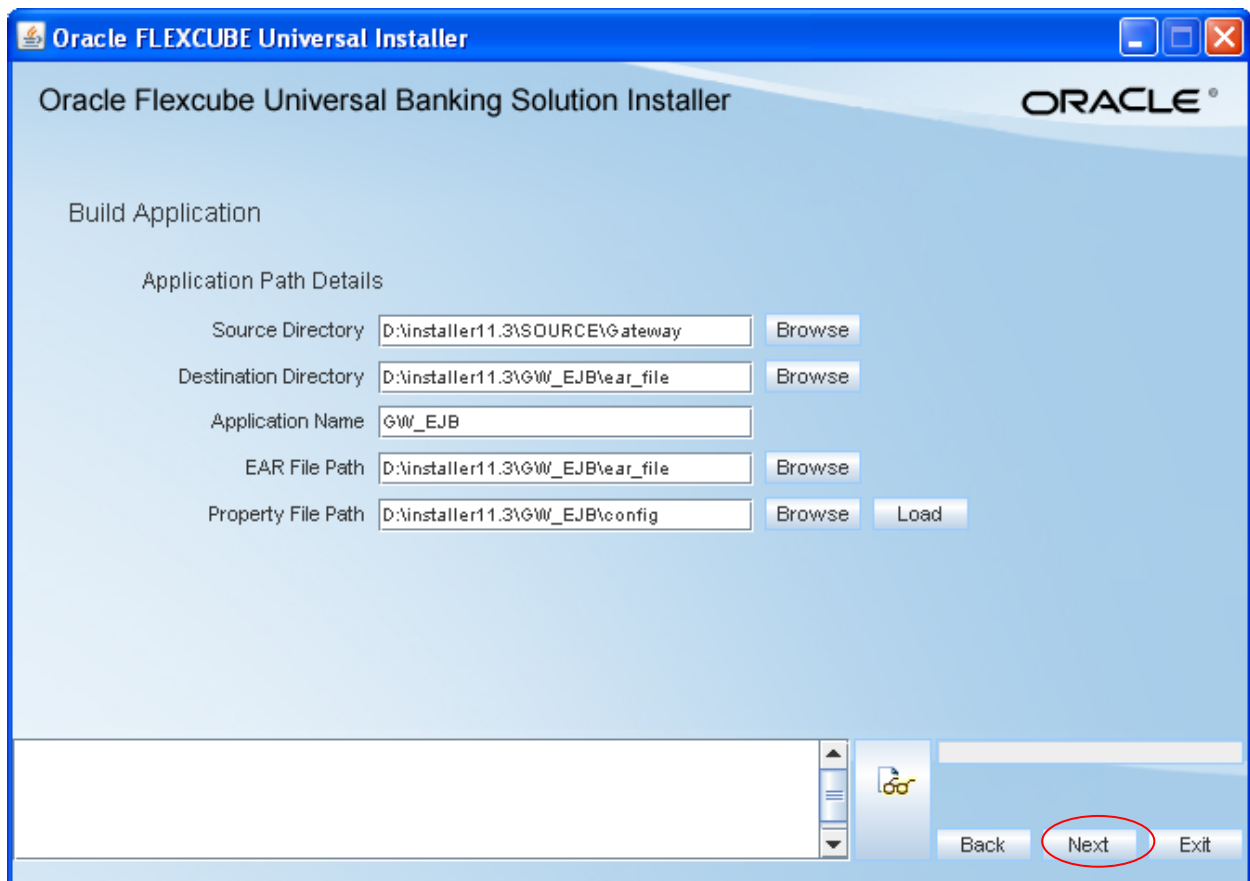 Oracle FLEXCUBE Universal Installer
Oracle Flexcube Universal Banking Solution Installer
ORACLE®
Build Application
Application Path Details
Source Directory D:\installer11.3\SOURCE\Gateway Browse
Destination Directory D:\installer11.3\GW_EJB\ear_file Browse
Application Name GW_EJB
EAR File Path D:\installer11.3\GW_EJB\ear_file Browse
Property File Path D:\installer11.3\GW_EJB\config Browse Load
Back Next Exit